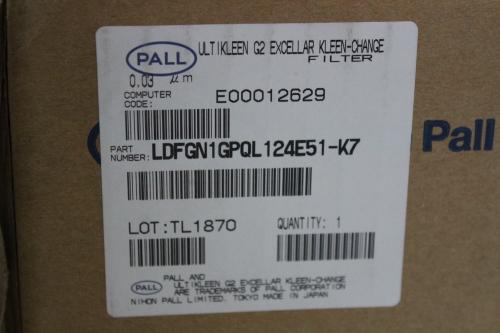 PALL
ULTIKLEEN G2 EXCELLAR KLEEN-CHANGE
FILTER
0.03 μm
COMPUTER
CODE:
E00012629
PART
NUMBER:
LDFGN1GPQL124E51-K7
LOT:TL1870
QUANTITY: 1
PALL
PALL AND
ULTIKLEEN G2 EXCELLAR KLEEN-CHANGE
ARE TRADEMARKS OF PALL CORPORATION
NIHON PALL LIMITED. TOKYO MADE IN JAPAN
Pall